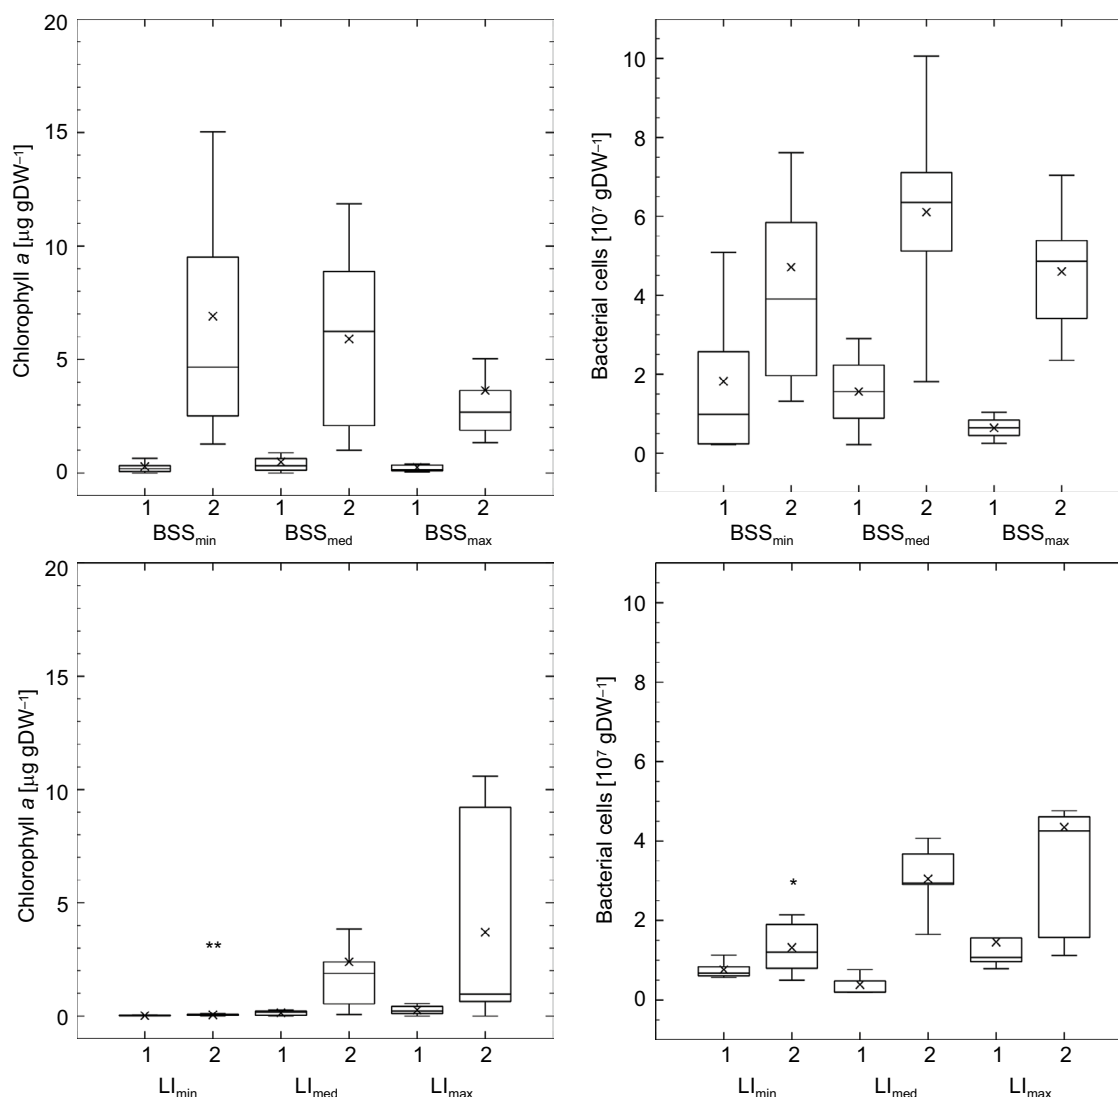 Chlorophyll a [µg gDW⁻¹]
20
15
10
5
0
1 2 1 2 1 2
BSSmin BSSmed BSSmax
Bacterial cells [10⁷ gDW⁻¹]
10
8
6
4
2
0
1 2 1 2 1 2
BSSmin BSSmed BSSmax
Chlorophyll a [µg gDW⁻¹]
20
15
10
5
0
**
1 2 1 2 1 2
LImin LImed LImax
Bacterial cells [10⁷ gDW⁻¹]
10
8
6
4
2
0
*
1 2 1 2 1 2
LImin LImed LImax